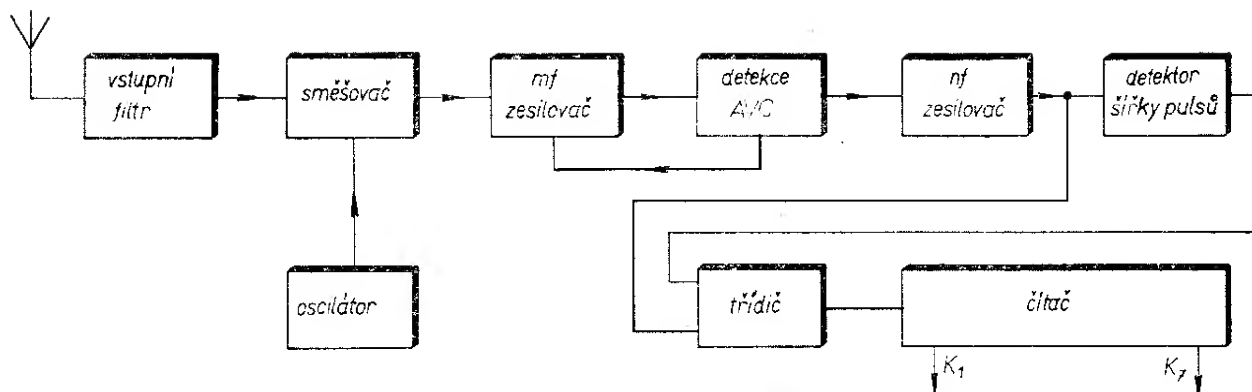 vstupní
filtr
směšovač
mf
zesilovač
detekce
AVC
nf
zesilovač
detektor
šířky pulsů
oscilátor
třídič
čítač
K₁
K₇